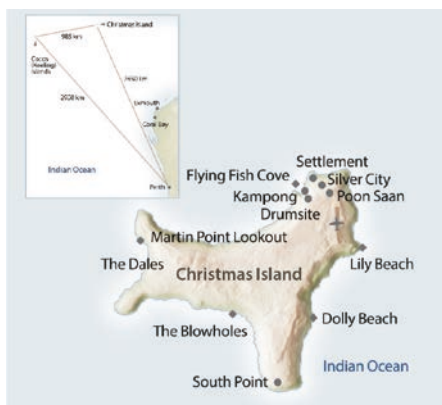 Christmas Island
985 km
Cocos
(Keeling)
Islands
2950 km
Exmouth
Coral Bay
Indian Ocean
Perth
Settlement
Flying Fish Cove
Silver City
Kampong
Poon Saan
Drumsite
Martin Point Lookout
Lily Beach
The Dales
Christmas Island
The Blowholes
Dolly Beach
Indian Ocean
South Point